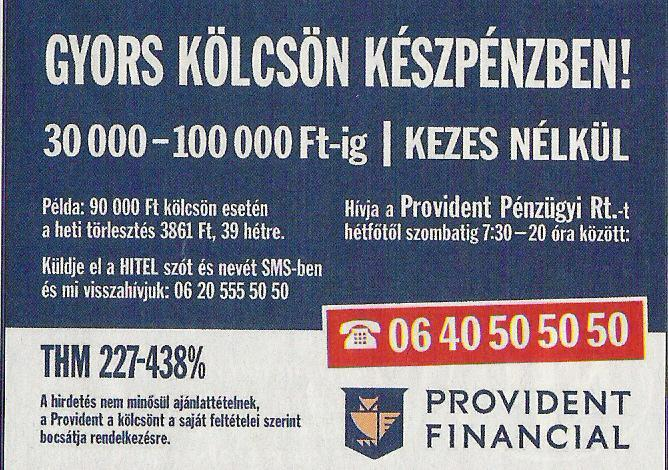 GYORS KÖLCSÖN KÉSZPÉNZBEN!
30 000 – 100 000 Ft-ig | KEZES NÉLKÜL
Példa: 90 000 Ft kölcsön esetén
a heti törlesztés 3861 Ft, 39 hétre.
Küldje el a HITEL szót és nevét SMS-ben
és mi visszahívjuk: 06 20 555 50 50
Hívja a Provident Pénzügyi Rt.-t
hétfőtől szombatig 7:30 – 20 óra között:
06 40 50 50 50
THM 227-438%
A hirdetés nem minősül ajánlattételnek,
a Provident a kölcsönt a saját feltételei szerint
bocsátja rendelkezésre.
PROVIDENT
FINANCIAL